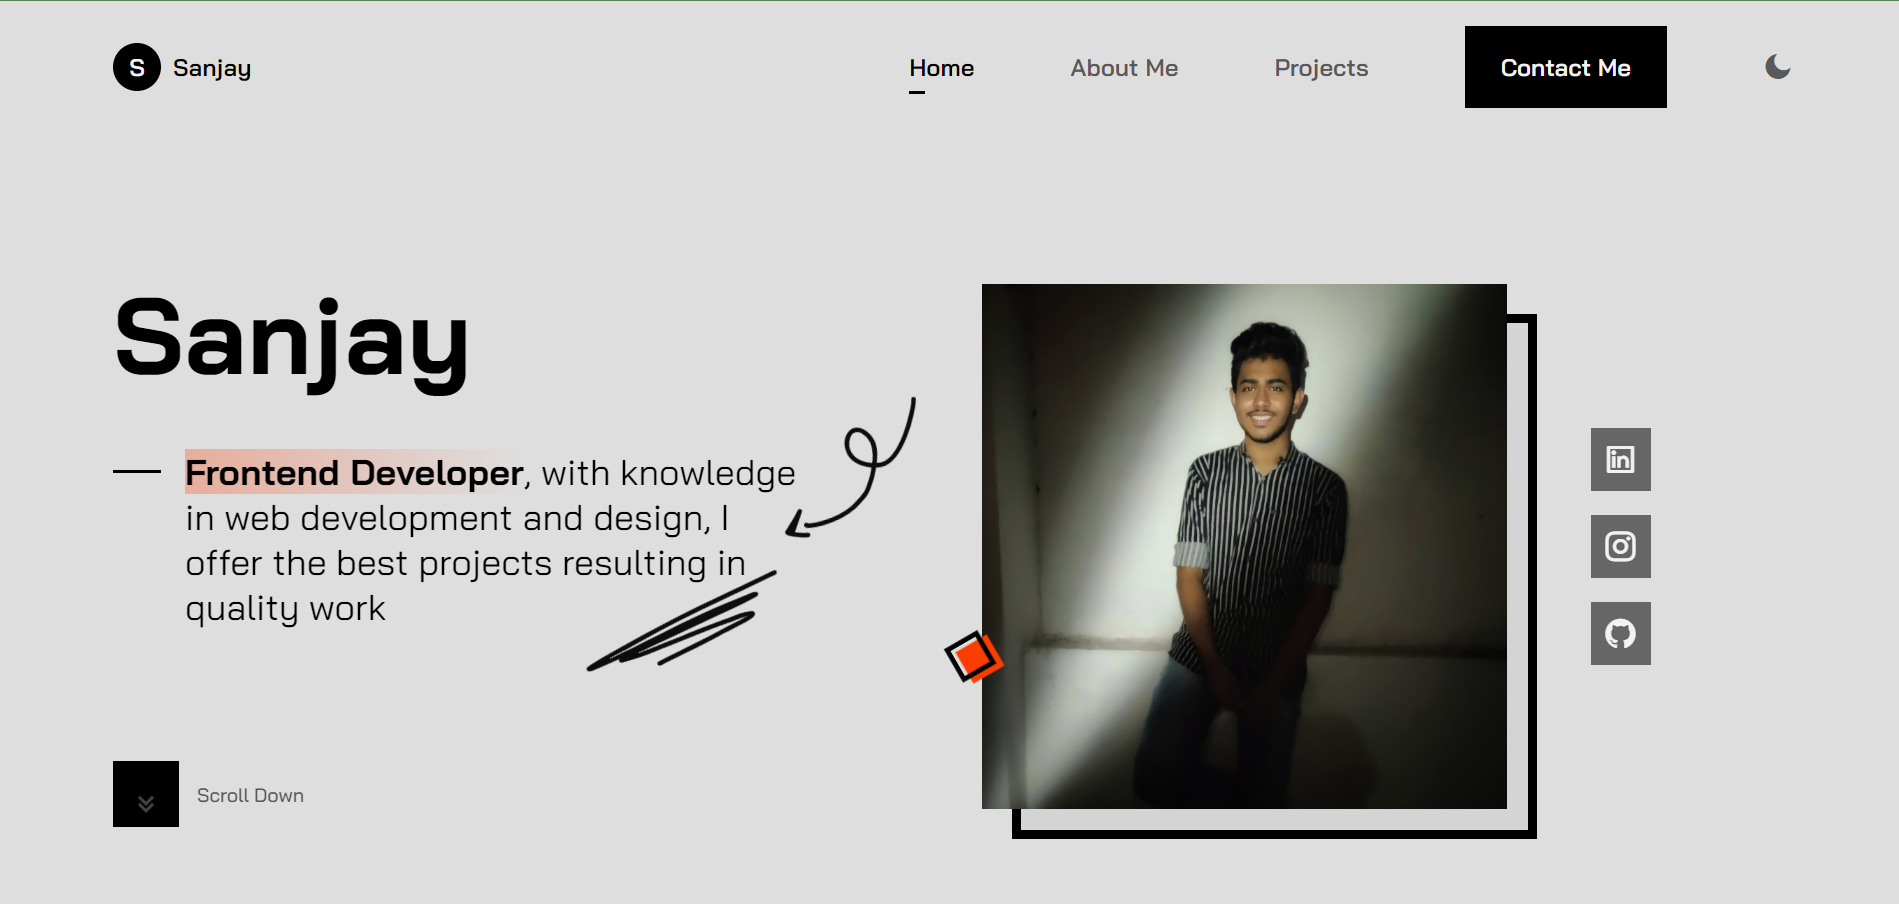 S Sanjay
Home
About Me
Projects
Contact Me
Sanjay
Frontend Developer, with knowledge
in web development and design, I
offer the best projects resulting in
quality work
in
Scroll Down